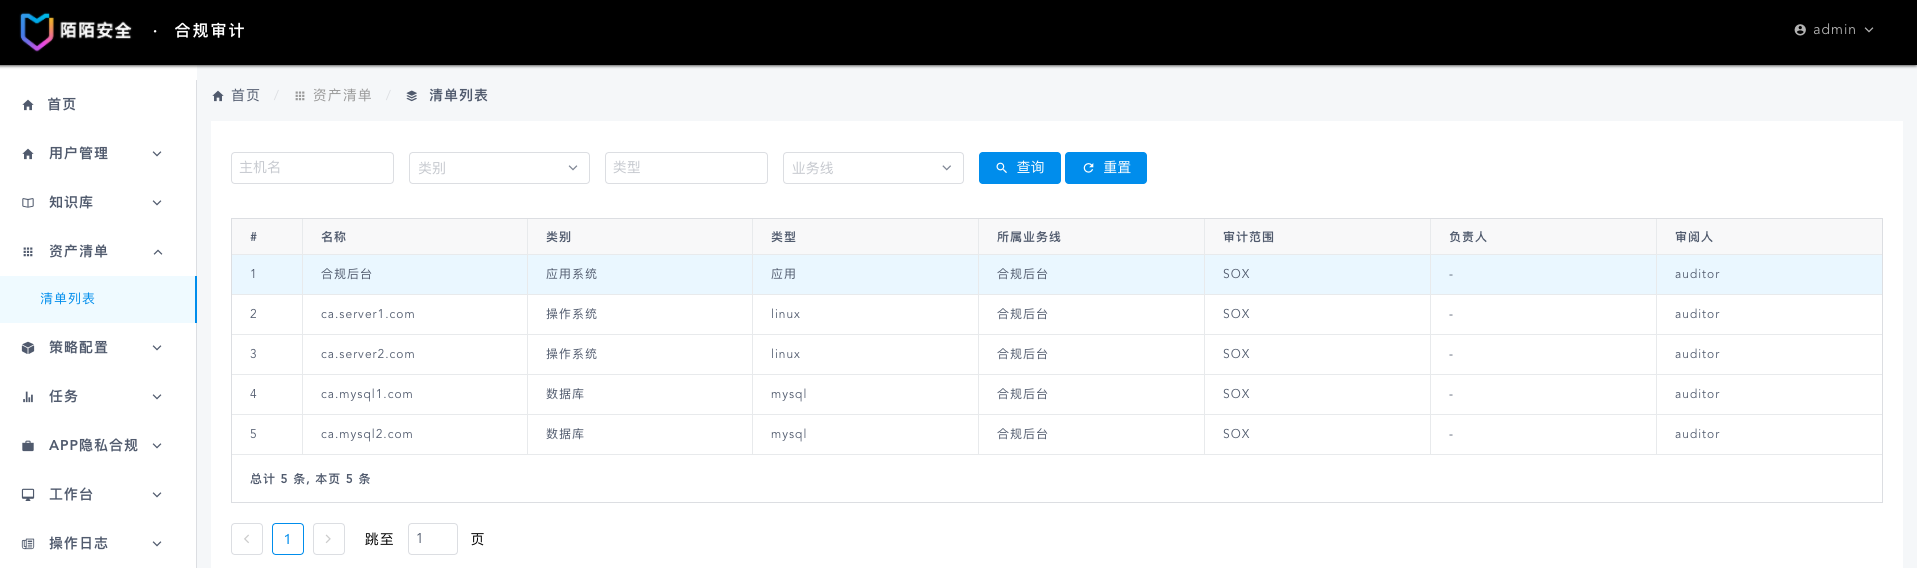 陌陌安全 · 合规审计
admin
首页
用户管理
知识库
资产清单
清单列表
策略配置
任务
APP隐私合规
工作台
操作日志
首页 / 资产清单 / 清单列表
主机名 类别 类型 业务线 查询 重置
# 名称 类别 类型 所属业务线 审计范围 负责人 审阅人
1 合规后台 应用系统 应用 合规后台 SOX - auditor
2 ca.server1.com 操作系统 linux 合规后台 SOX - auditor
3 ca.server2.com 操作系统 linux 合规后台 SOX - auditor
4 ca.mysql1.com 数据库 mysql 合规后台 SOX - auditor
5 ca.mysql2.com 数据库 mysql 合规后台 SOX - auditor
总计 5 条, 本页 5 条
1 跳至 1 页